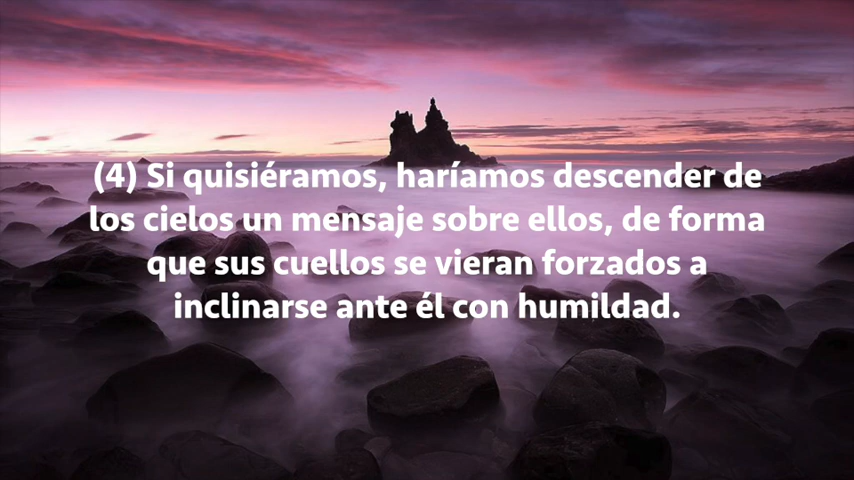 (4) Si quisiéramos, haríamos descender de
los cielos un mensaje sobre ellos, de forma
que sus cuellos se vieran forzados a
inclinarse ante él con humildad.